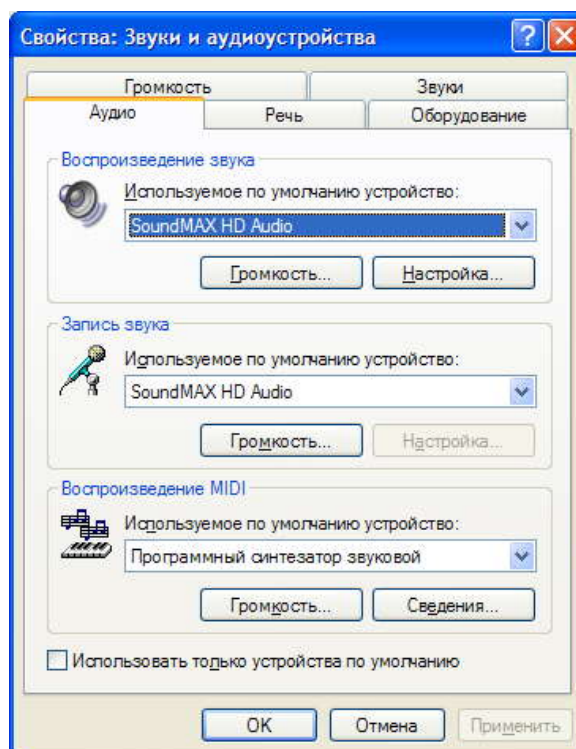 Свойства: Звуки и аудиоустройства
Громкость
Звуки
Аудио
Речь
Оборудование
Воспроизведение звука
Используемое по умолчанию устройство:
SoundMAX HD Audio
Громкость...
Настройка...
Запись звука
Используемое по умолчанию устройство:
SoundMAX HD Audio
Громкость...
Настройка...
Воспроизведение MIDI
Используемое по умолчанию устройство:
Программный синтезатор звуковой
Громкость...
Сведения...
Использовать только устройства по умолчанию
OK
Отмена
Применить